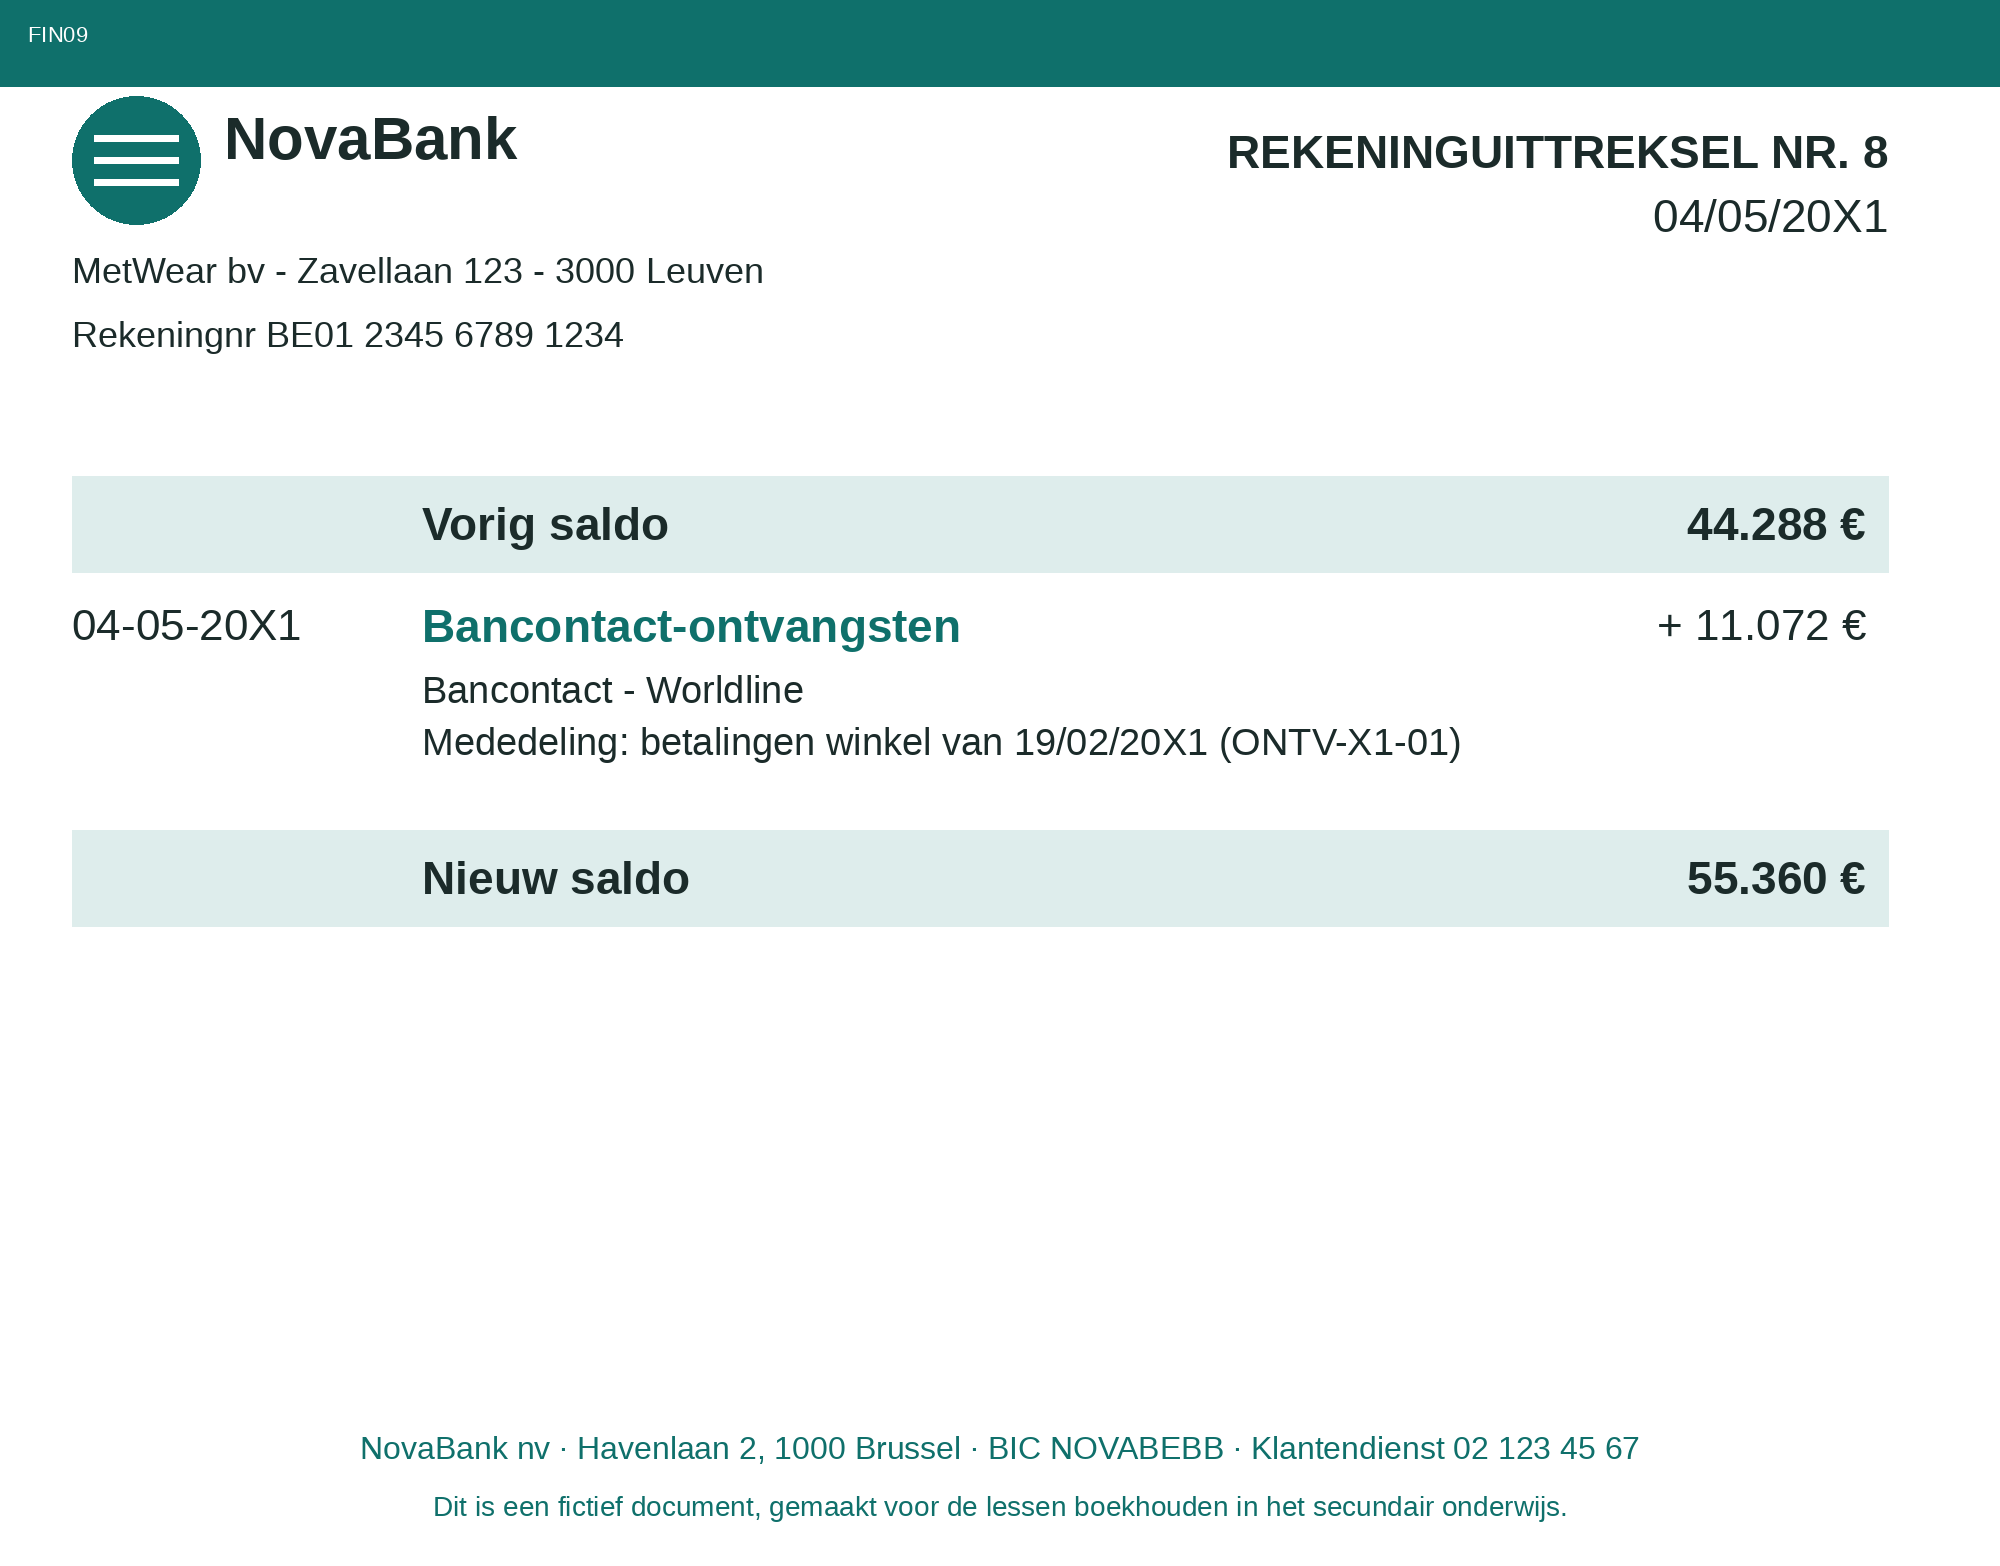 FIN09
NovaBank
REKENINGUITTREKSEL NR. 8
04/05/20X1
MetWear bv - Zavellaan 123 - 3000 Leuven
Rekeningnr BE01 2345 6789 1234
Vorig saldo 44.288 €
04-05-20X1 Bancontact-ontvangsten + 11.072 €
Bancontact - Worldline
Mededeling: betalingen winkel van 19/02/20X1 (ONTV-X1-01)
Nieuw saldo 55.360 €
NovaBank nv · Havenlaan 2, 1000 Brussel · BIC NOVABEBB · Klantendienst 02 123 45 67
Dit is een fictief document, gemaakt voor de lessen boekhouden in het secundair onderwijs.